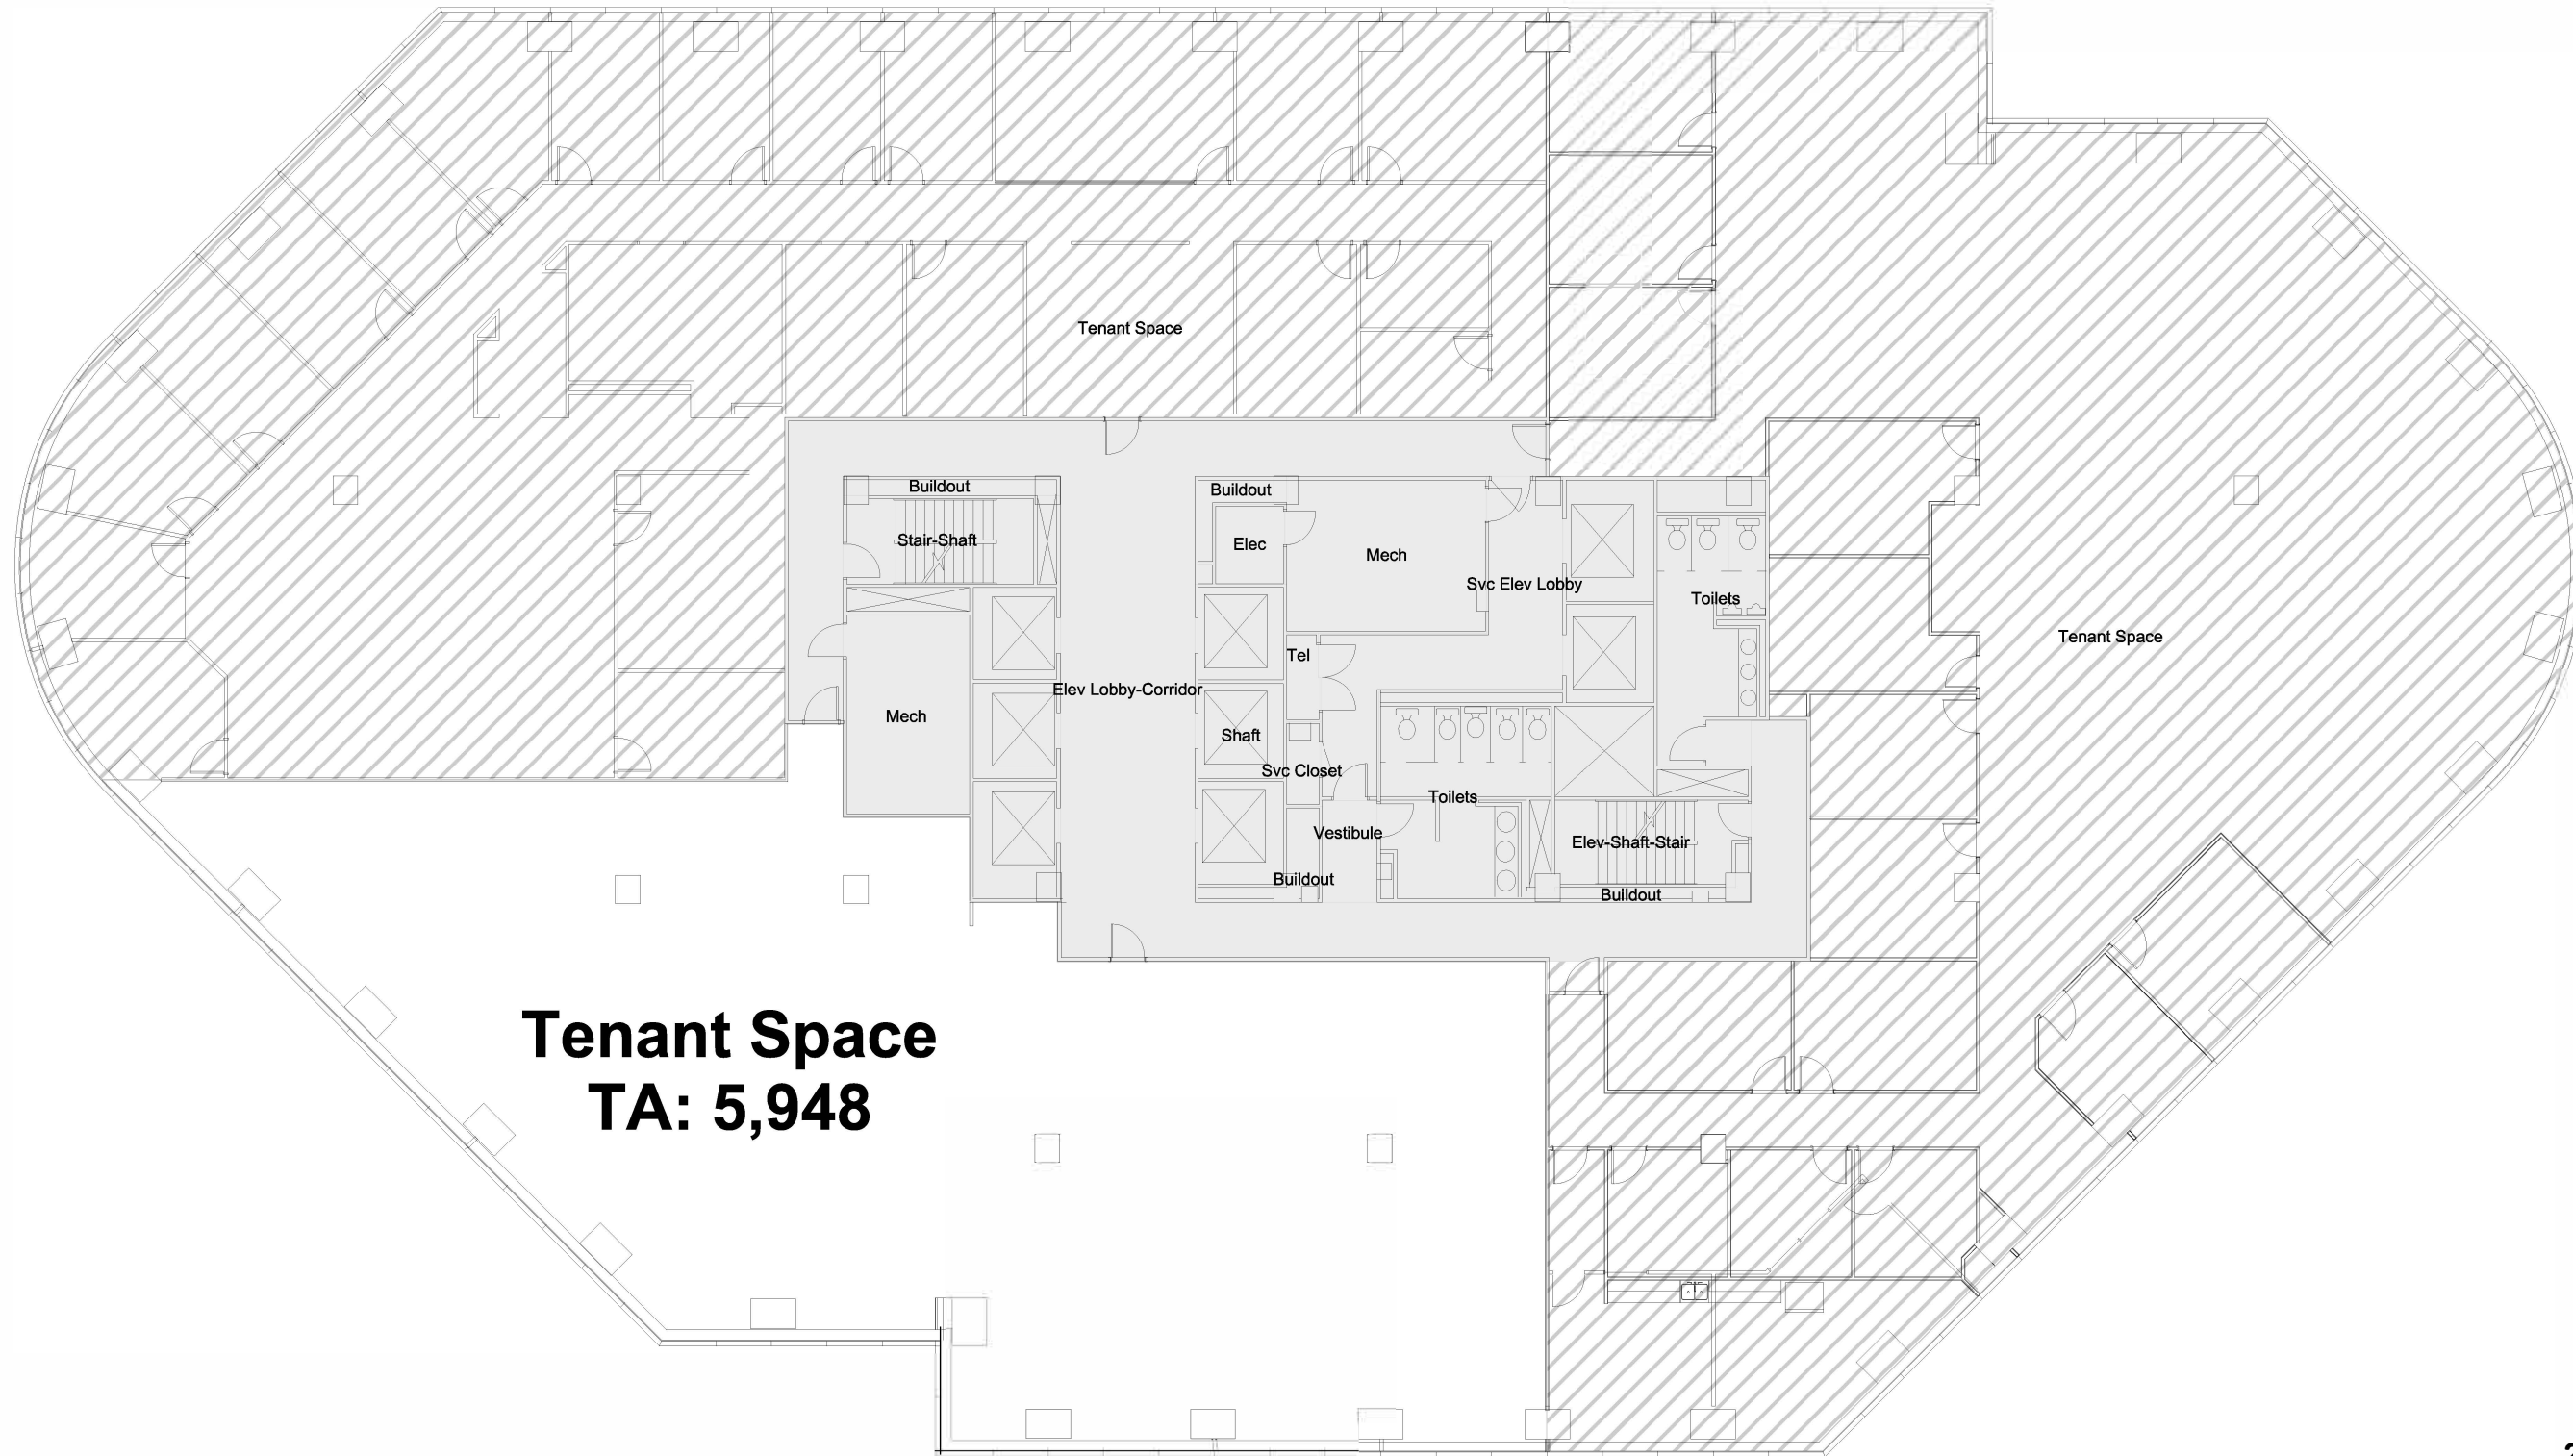 Tenant Space
Buildout
Buildout
Stair-Shaft
Elec
Mech
Svc Elev Lobby
Toilets
Tenant Space
Tel
Elev Lobby-Corridor
Mech
Shaft
Svc Closet
Toilets
Vestibule
Elev-Shaft-Stair
Buildout
Buildout
Tenant Space
TA: 5,948